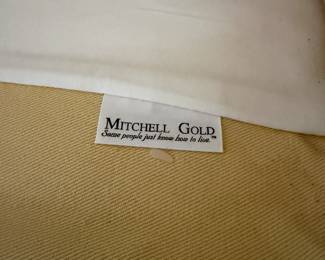 MITCHELL GOLD
Some people just know how to live.™